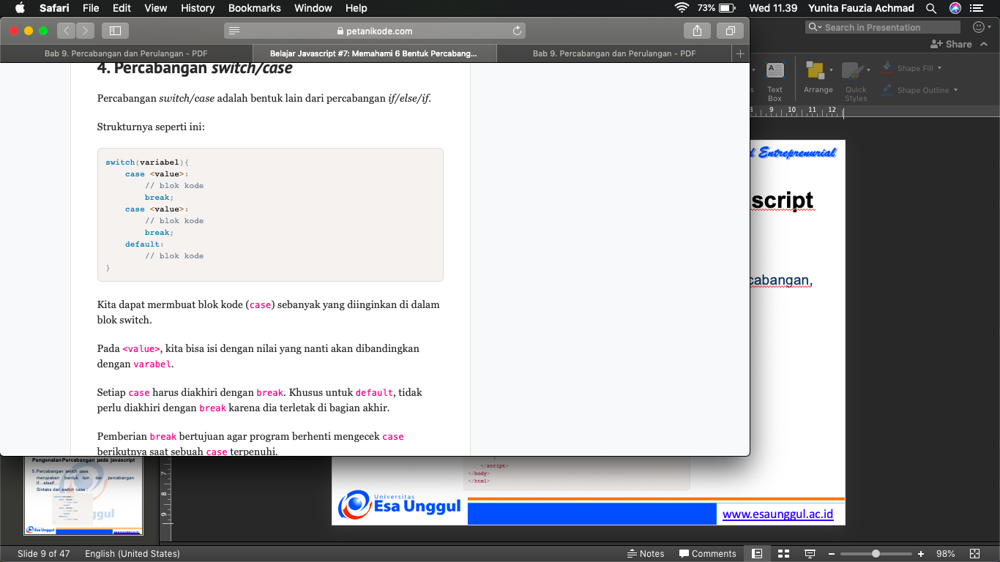 Safari File Edit View History Bookmarks Window Help 73% Wed 11.39 Yunita Fauzia Achmad
petanikode.com
Search in Presentation
Share
Bab 9. Percabangan dan Perulangan - PDF
Belajar Javascript #7: Memahami 6 Bentuk Percabang...
Bab 9. Percabangan dan Perulangan - PDF
4. Percabangan switch/case
Percabangan switch/case adalah bentuk lain dari percabangan if/else/if.
Strukturnya seperti ini:
switch(variabel){
case <value>:
// blok kode
break;
case <value>:
// blok kode
break;
default:
// blok kode
}
Kita dapat mermbuat blok kode (case) sebanyak yang diinginkan di dalam
blok switch.
Pada <value>, kita bisa isi dengan nilai yang nanti akan dibandingkan
dengan varabel.
Setiap case harus diakhiri dengan break. Khusus untuk default, tidak
perlu diakhiri dengan break karena dia terletak di bagian akhir.
Pemberian break bertujuan agar program berhenti mengecek case
berikutnya saat sebuah case terpenuhi.
Text
Box
Arrange
Quick
Styles
Shape Fill
Shape Outline
9 10 11 12
Entreprenurial
script
cabangan,
</script>
</body>
</html>
Universitas
Esa Unggul
www.esaunggul.ac.id
Pengenalan Percabangan pada javascript
5. Percabangan switch case
merupakan bentuk lain dari percabangan
if…elseif…
Sintaks dari switch case :
Esa Unggul
7
8
9
Slide 9 of 47 English (United States) Notes Comments 98%